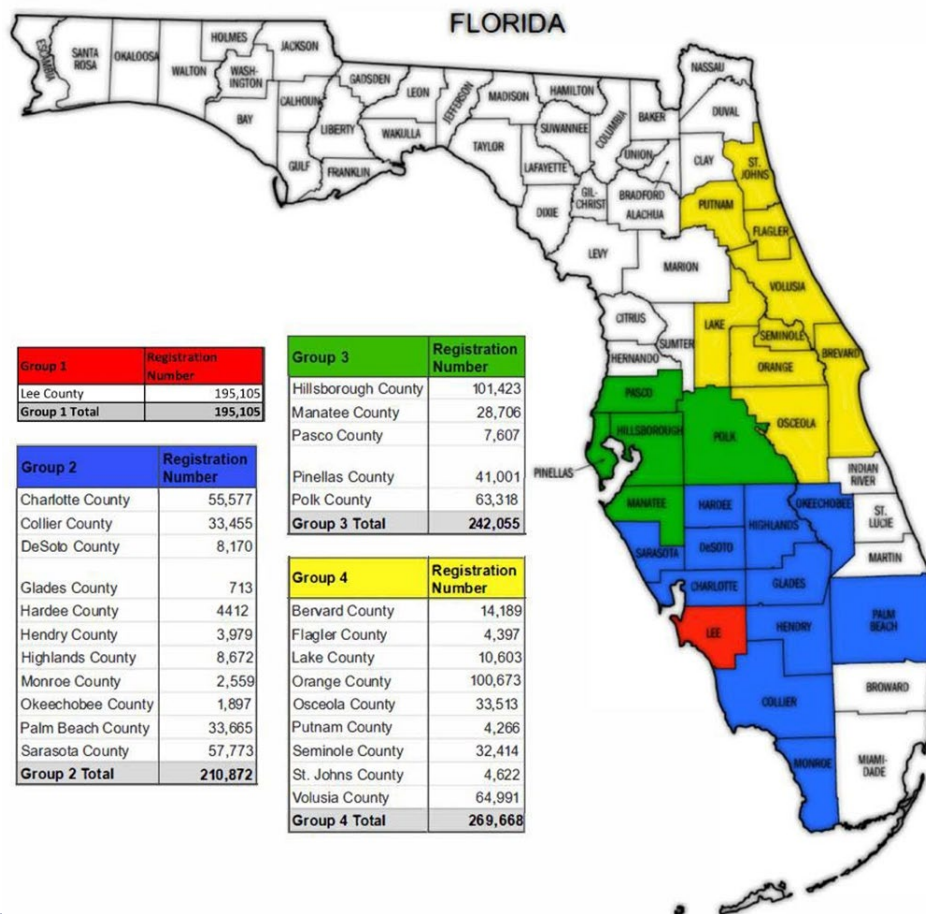 FLORIDA
ESCAMBIA
SANTA
ROSA
OKALOOSA
WALTON
HOLMES
WASH-
INGTON
JACKSON
BAY
CALHOUN
GULF
GADSDEN
LIBERTY
FRANKLIN
LEON
WAKULLA
JEFFERSON
MADISON
TAYLOR
HAMILTON
SUWANNEE
LAFAYETTE
DIXIE
COLUMBIA
GIL-
CHRIST
BAKER
UNION
BRADFORD
ALACHUA
LEVY
NASSAU
DUVAL
CLAY
ST.
JOHNS
PUTNAM
FLAGLER
MARION
VOLUSIA
CITRUS
SUMTER
LAKE
SEMINOLE
HERNANDO
ORANGE
BREVARD
PASCO
HILLSBOROUGH
POLK
OSCEOLA
PINELLAS
INDIAN
RIVER
MANATEE
HARDEE
HIGHLANDS
OKEECHOBEE
ST.
LUCIE
SARASOTA
DeSOTO
MARTIN
CHARLOTTE
GLADES
PALM
BEACH
LEE
HENDRY
BROWARD
COLLIER
MONROE
MIAMI-
DADE
Group 1 Registration
Number
Lee County 195,105
Group 1 Total 195,105
Group 2 Registration
Number
Charlotte County 55,577
Collier County 33,455
DeSoto County 8,170
Glades County 713
Hardee County 4412
Hendry County 3,979
Highlands County 8,672
Monroe County 2,559
Okeechobee County 1,897
Palm Beach County 33,665
Sarasota County 57,773
Group 2 Total 210,872
Group 3 Registration
Number
Hillsborough County 101,423
Manatee County 28,706
Pasco County 7,607
Pinellas County 41,001
Polk County 63,318
Group 3 Total 242,055
Group 4 Registration
Number
Bervard County 14,189
Flagler County 4,397
Lake County 10,603
Orange County 100,673
Osceola County 33,513
Putnam County 4,266
Seminole County 32,414
St. Johns County 4,622
Volusia County 64,991
Group 4 Total 269,668